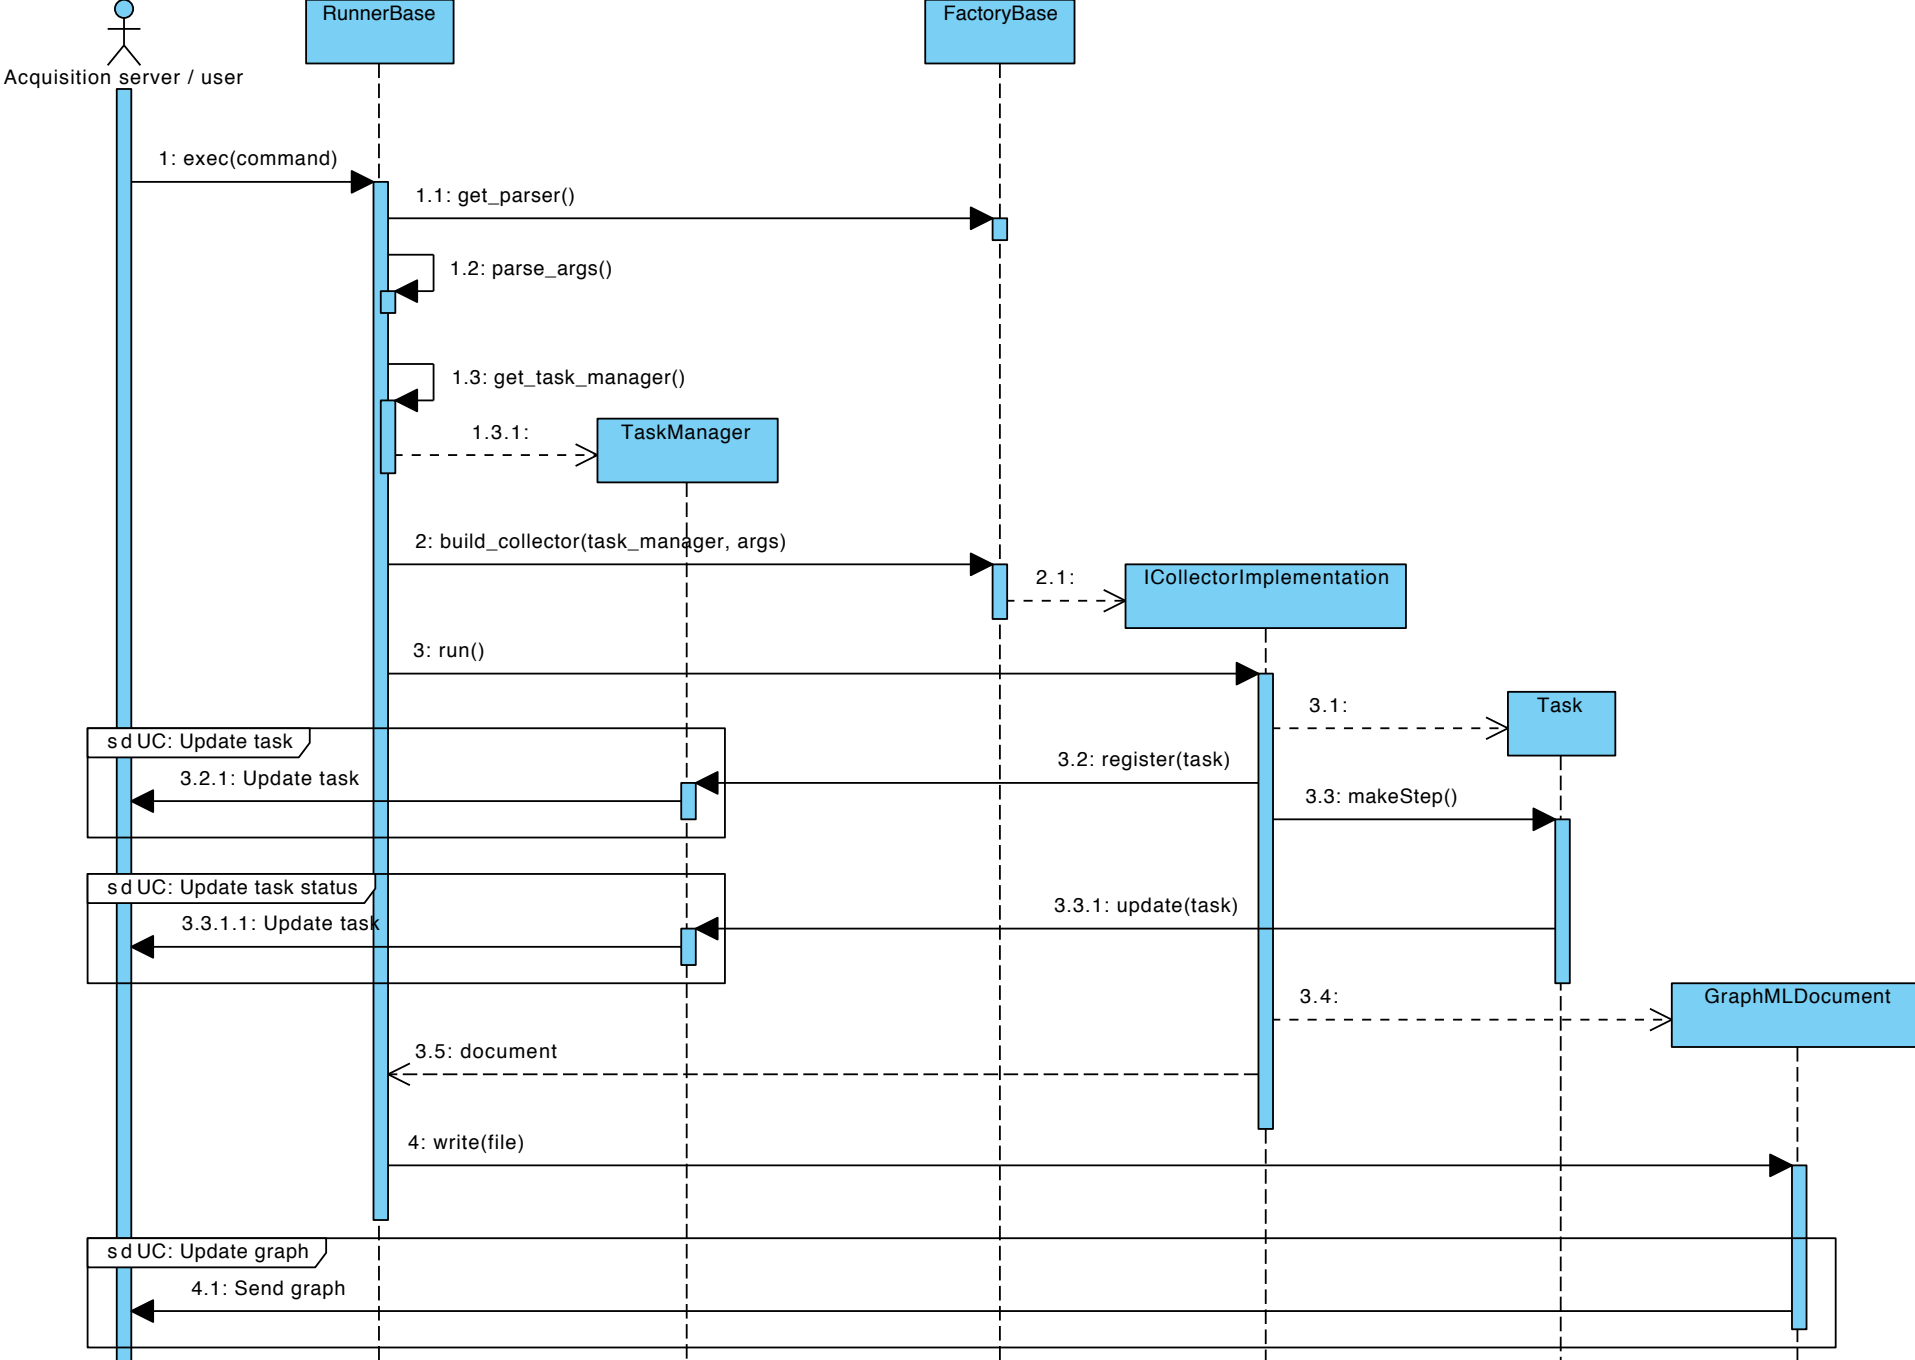 RunnerBase
FactoryBase
Acquisition server / user
1: exec(command)
1.1: get_parser()
1.2: parse_args()
1.3: get_task_manager()
1.3.1:
TaskManager
2: build_collector(task_manager, args)
2.1:
ICollectorImplementation
3: run()
3.1:
Task
sd UC: Update task
3.2: register(task)
3.2.1: Update task
3.3: makeStep()
sd UC: Update task status
3.3.1: update(task)
3.3.1.1: Update task
3.4:
GraphMLDocument
3.5: document
4: write(file)
sd UC: Update graph
4.1: Send graph